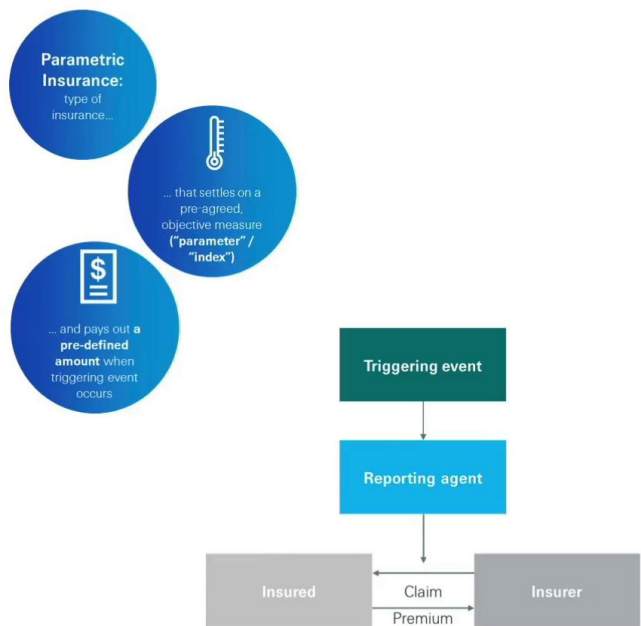 Parametric
Insurance:
type of
insurance...
... that settles on a
pre-agreed,
objective measure
("parameter" /
"index")
$
... and pays out a
pre-defined
amount when
triggering event
occurs
Triggering event
Reporting agent
Insured
Claim
Premium
Insurer